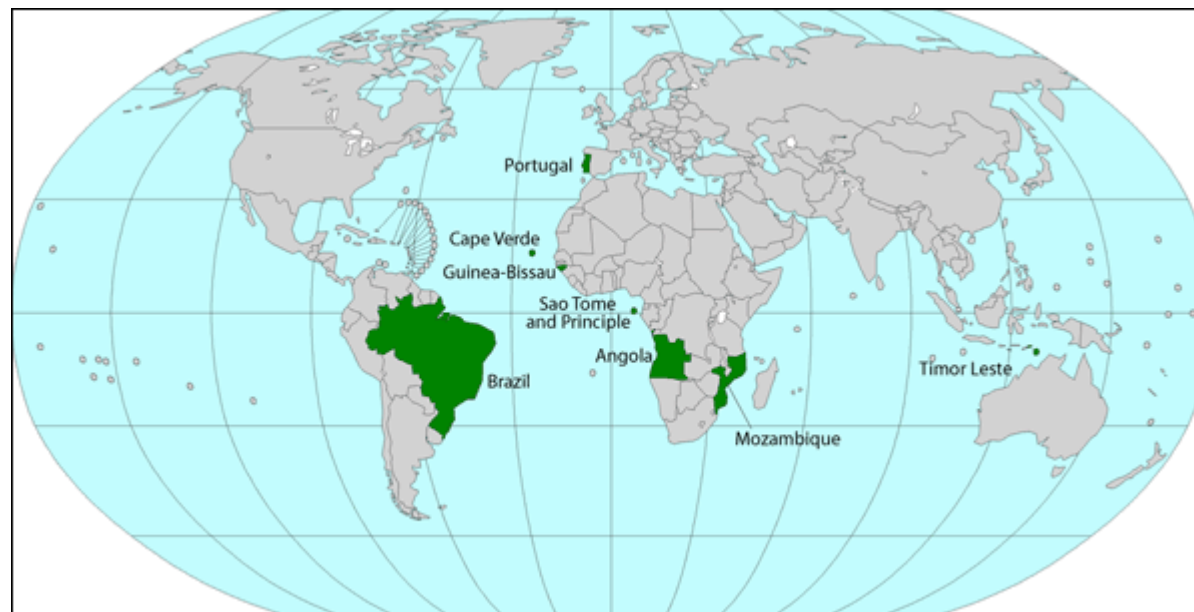 Portugal
Cape Verde
Guinea-Bissau
Sao Tome
and Principle
Angola
Brazil
Timor Leste
Mozambique